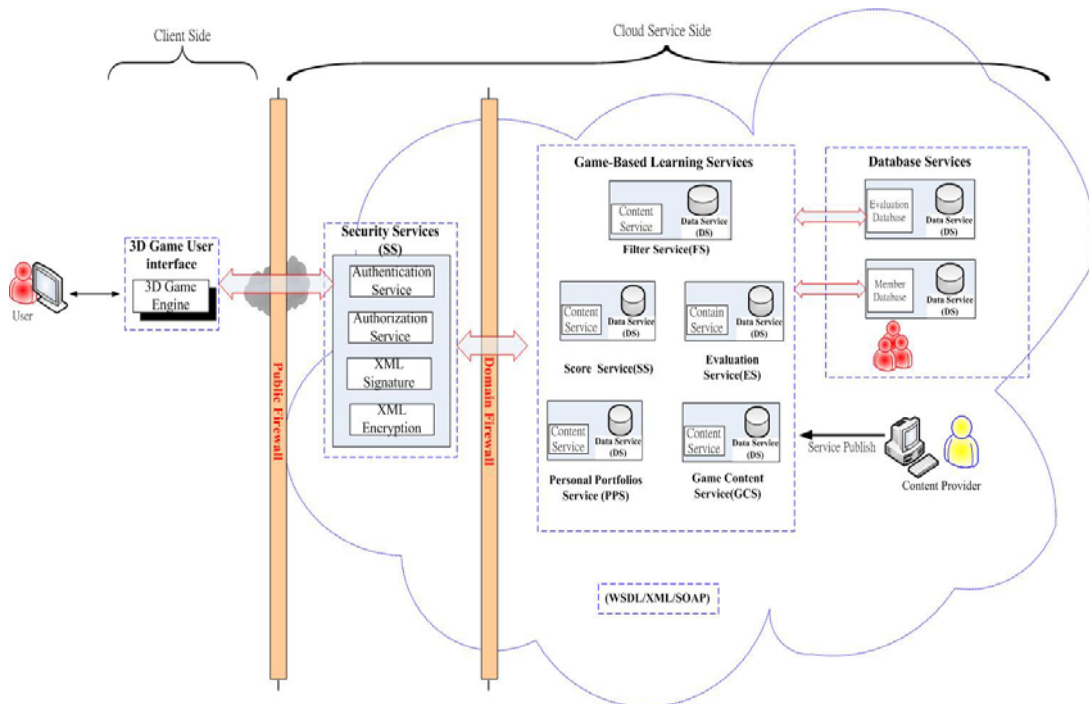 Client Side
Cloud Service Side
User
3D Game User
interface
3D Game
Engine
Public Firewall
Security Services
(SS)
Authentication
Service
Authorization
Service
XML
Signature
XML
Encryption
Domain Firewall
Game-Based Learning Services
Content
Service
Data Service
(DS)
Filter Service(FS)
Content
Service
Data Service
(DS)
Score Service(SS)
Contain
Service
Data Service
(DS)
Evaluation
Service(ES)
Content
Service
Data Service
(DS)
Personal Portfolios
Service (PPS)
Content
Service
Data Service
(DS)
Game Content
Service(GCS)
Database Services
Evaluation
Database
Data Service
(DS)
Member
Database
Data Service
(DS)
Service Publish
Content Provider
(WSDL/XML/SOAP)